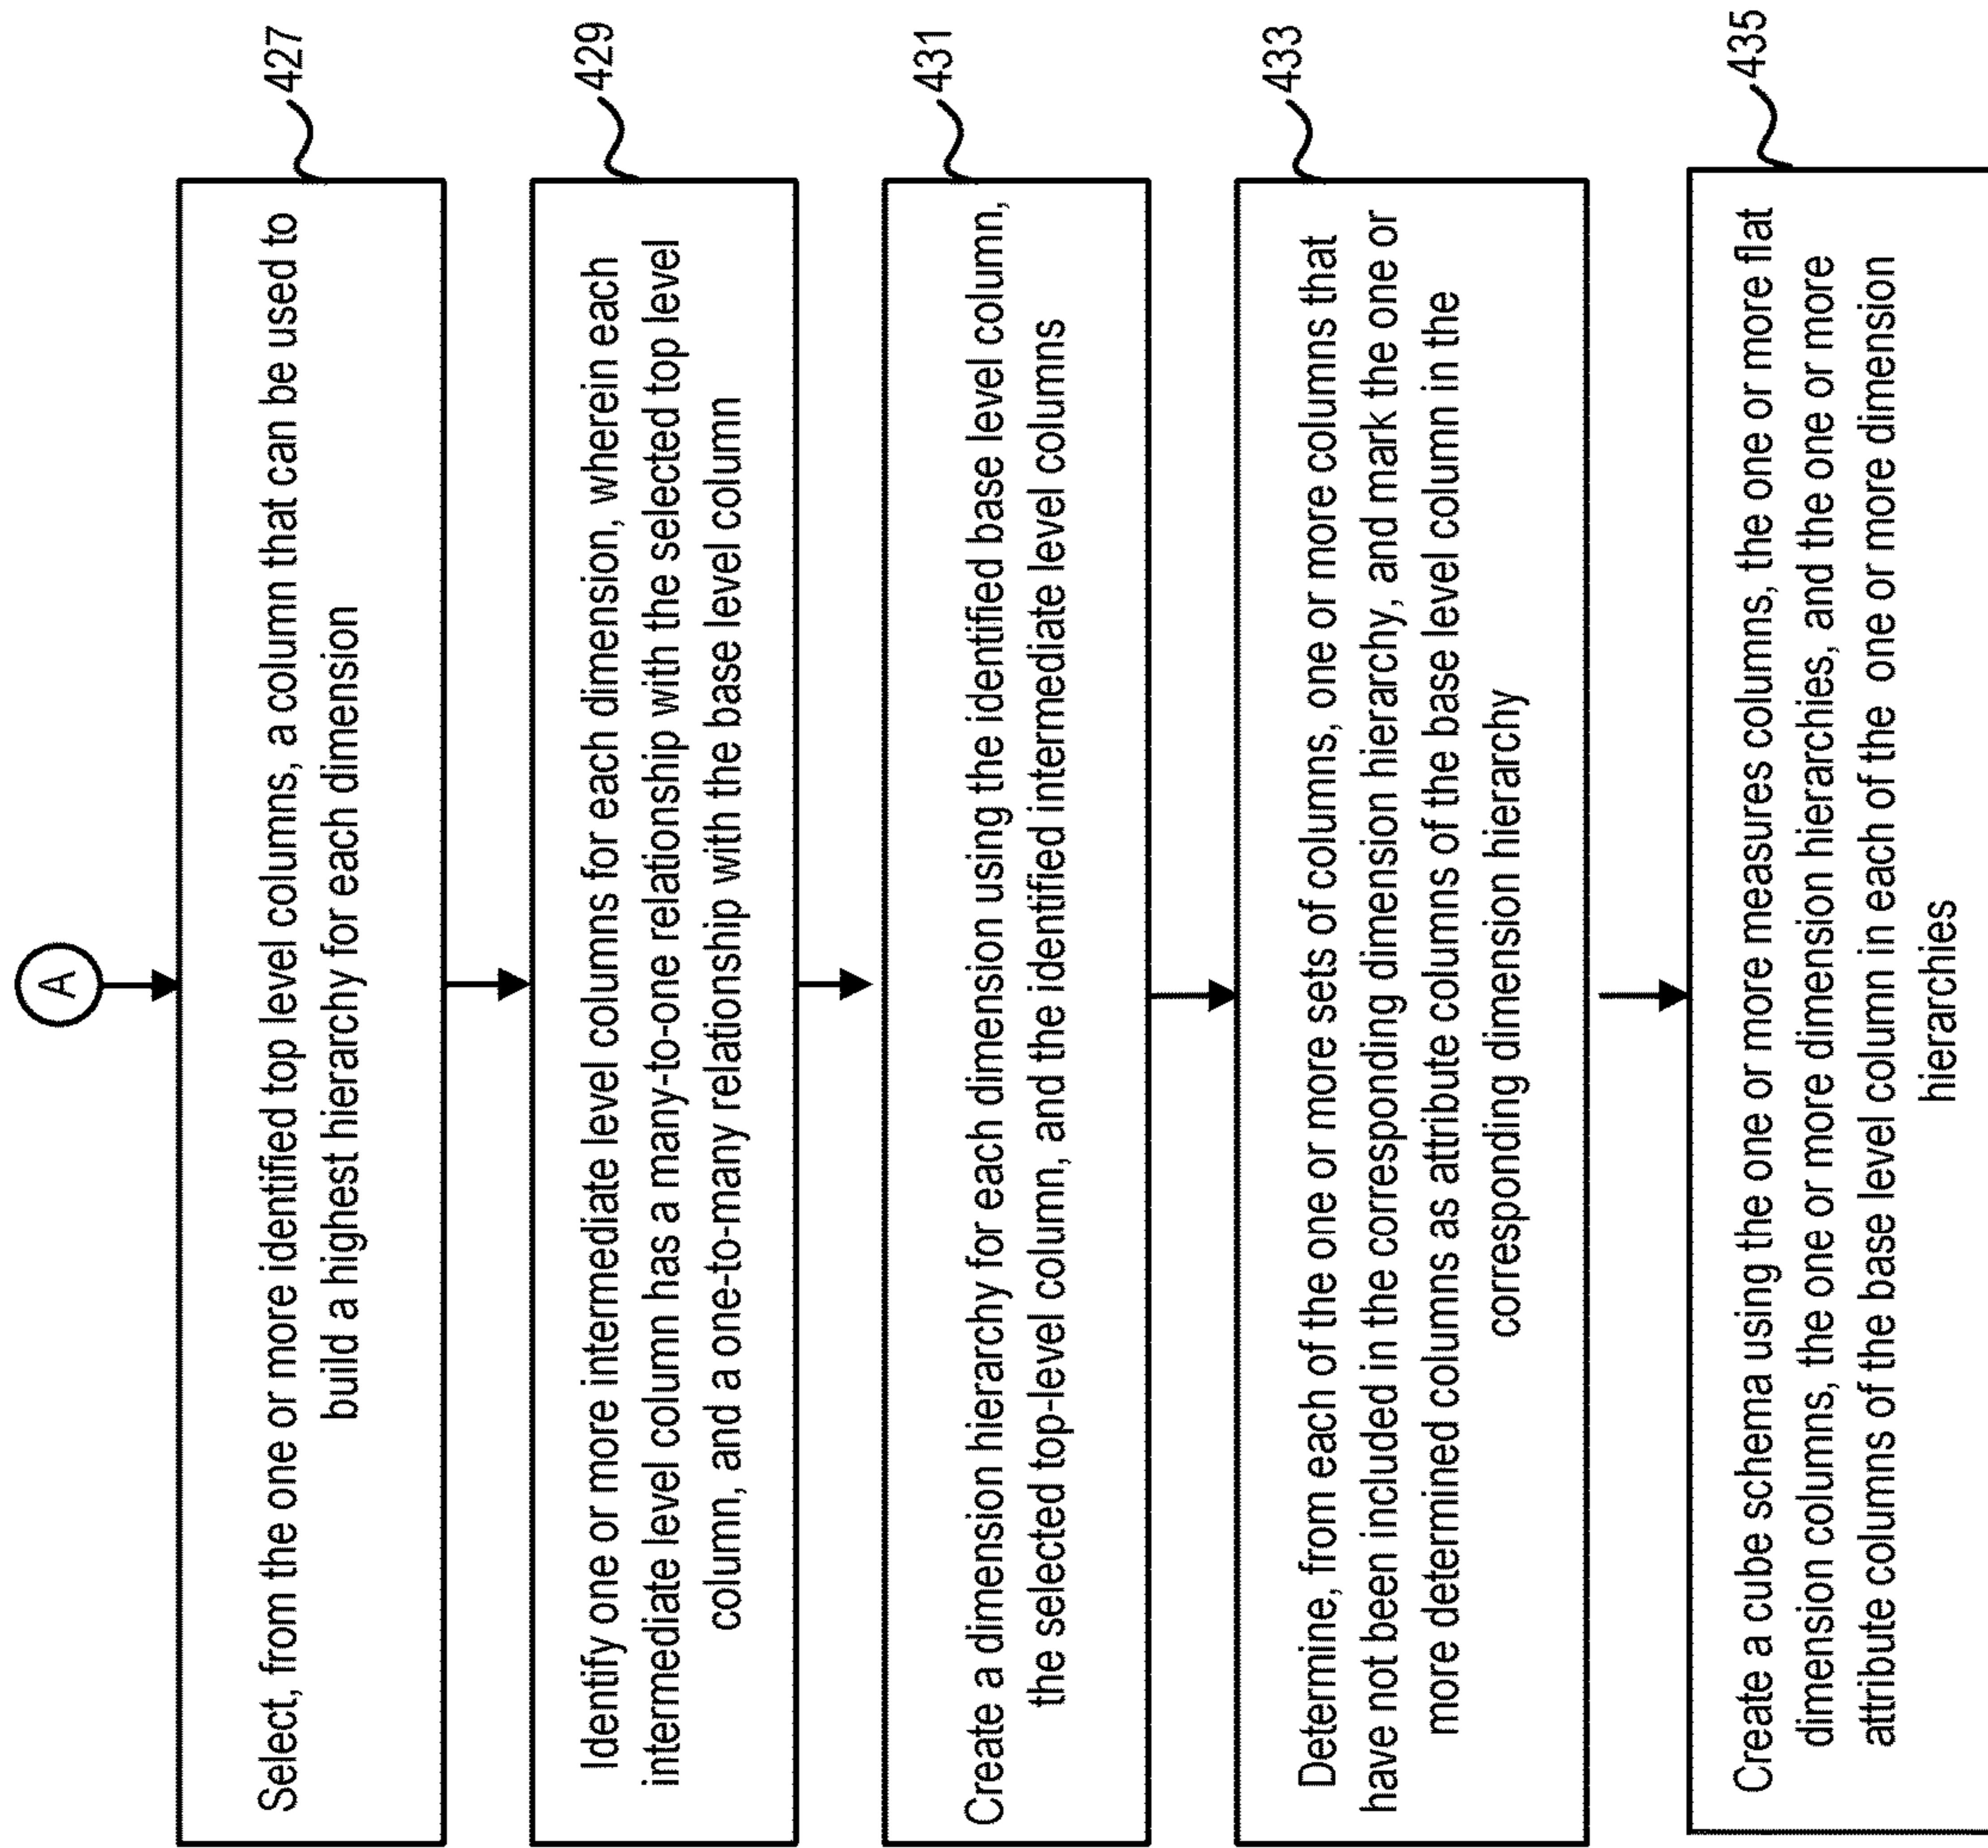 A
427
Select, from the one or more identified top level columns, a column that can be used to
build a highest hierarchy for each dimension
429
Identify one or more intermediate level columns for each dimension, wherein each
intermediate level column has a many-to-one relationship with the selected top level
column, and a one-to-many relationship with the base level column
431
Create a dimension hierarchy for each dimension using the identified base level column,
the selected top-level column, and the identified intermediate level columns
433
Determine, from each of the one or more sets of columns, one or more columns that
have not been included in the corresponding dimension hierarchy, and mark the one or
more determined columns as attribute columns of the base level column in the
corresponding dimension hierarchy
435
Create a cube schema using the one or more measures columns, the one or more flat
dimension columns, the one or more dimension hierarchies, and the one or more
attribute columns of the base level column in each of the one or more dimension
hierarchies